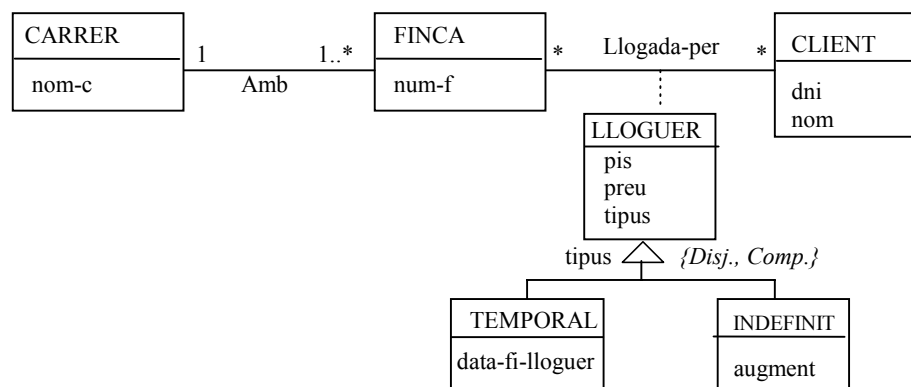 CARRER
nom-c
1
Amb
1..*
FINCA
num-f
*
Llogada-per
*
CLIENT
dni
nom
LLOGUER
pis
preu
tipus
tipus
{Disj., Comp.}
TEMPORAL
data-fi-lloguer
INDEFINIT
augment